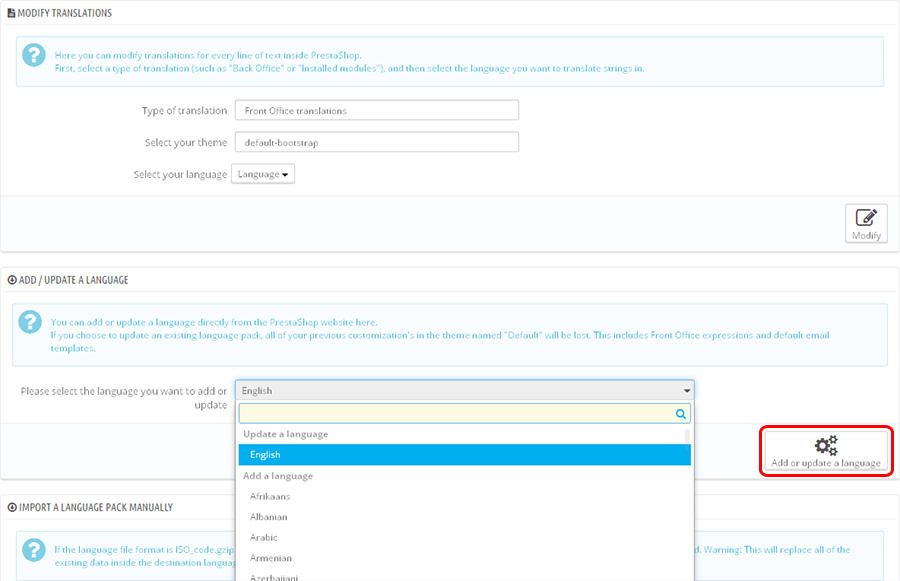 MODIFY TRANSLATIONS
Here you can modify translations for every line of text inside PrestaShop.
First, select a type of translation (such as "Back Office" or "Installed modules"), and then select the language you want to translate strings in.
Type of translation Front Office translations
Select your theme default-bootstrap
Select your language Language
Modify
ADD / UPDATE A LANGUAGE
You can add or update a language directly from the PrestaShop website here.
If you choose to update an existing language pack, all of your previous customization's in the theme named "Default" will be lost. This includes Front Office expressions and default email
templates.
Please select the language you want to add or English
update
Update a language
English
Add a language
Add or update a language
Afrikaans
Albanian
Arabic
Armenian
Azerbaijani
IMPORT A LANGUAGE PACK MANUALLY
If the language file format is ISO_code.gzip d. Warning: This will replace all of the
existing data inside the destination